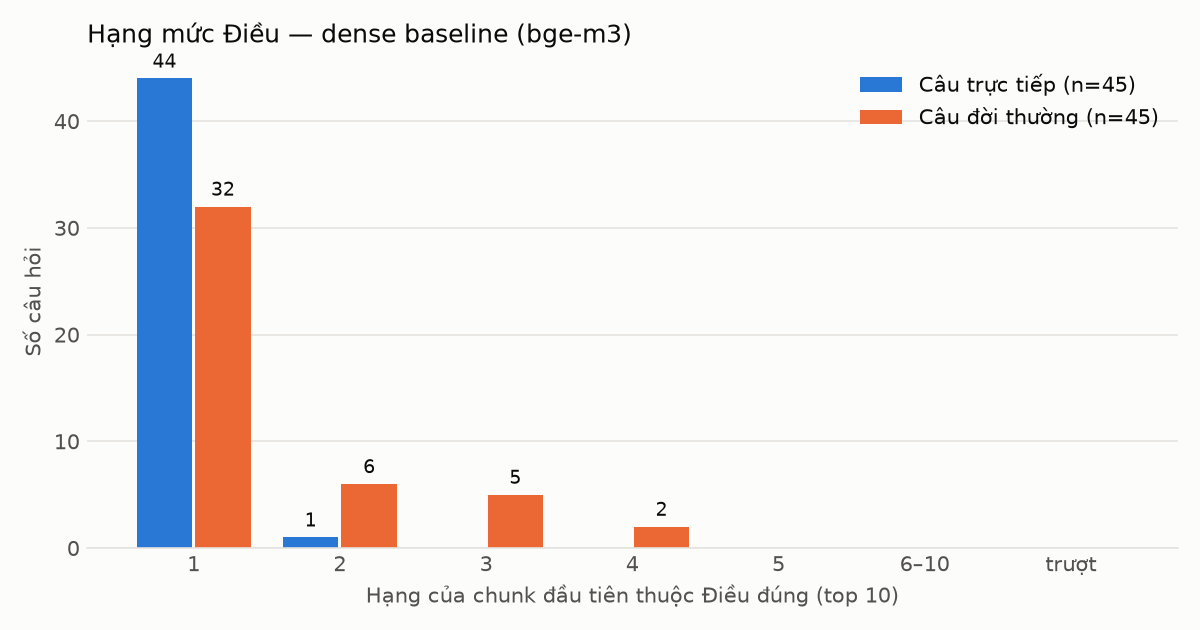 Hạng mức Điều — dense baseline (bge-m3)
44
Câu trực tiếp (n=45)
Câu đời thường (n=45)
40
32
30
Số câu hỏi
20
10
6
5
2
1
0
1 2 3 4 5 6–10 trượt
Hạng của chunk đầu tiên thuộc Điều đúng (top 10)